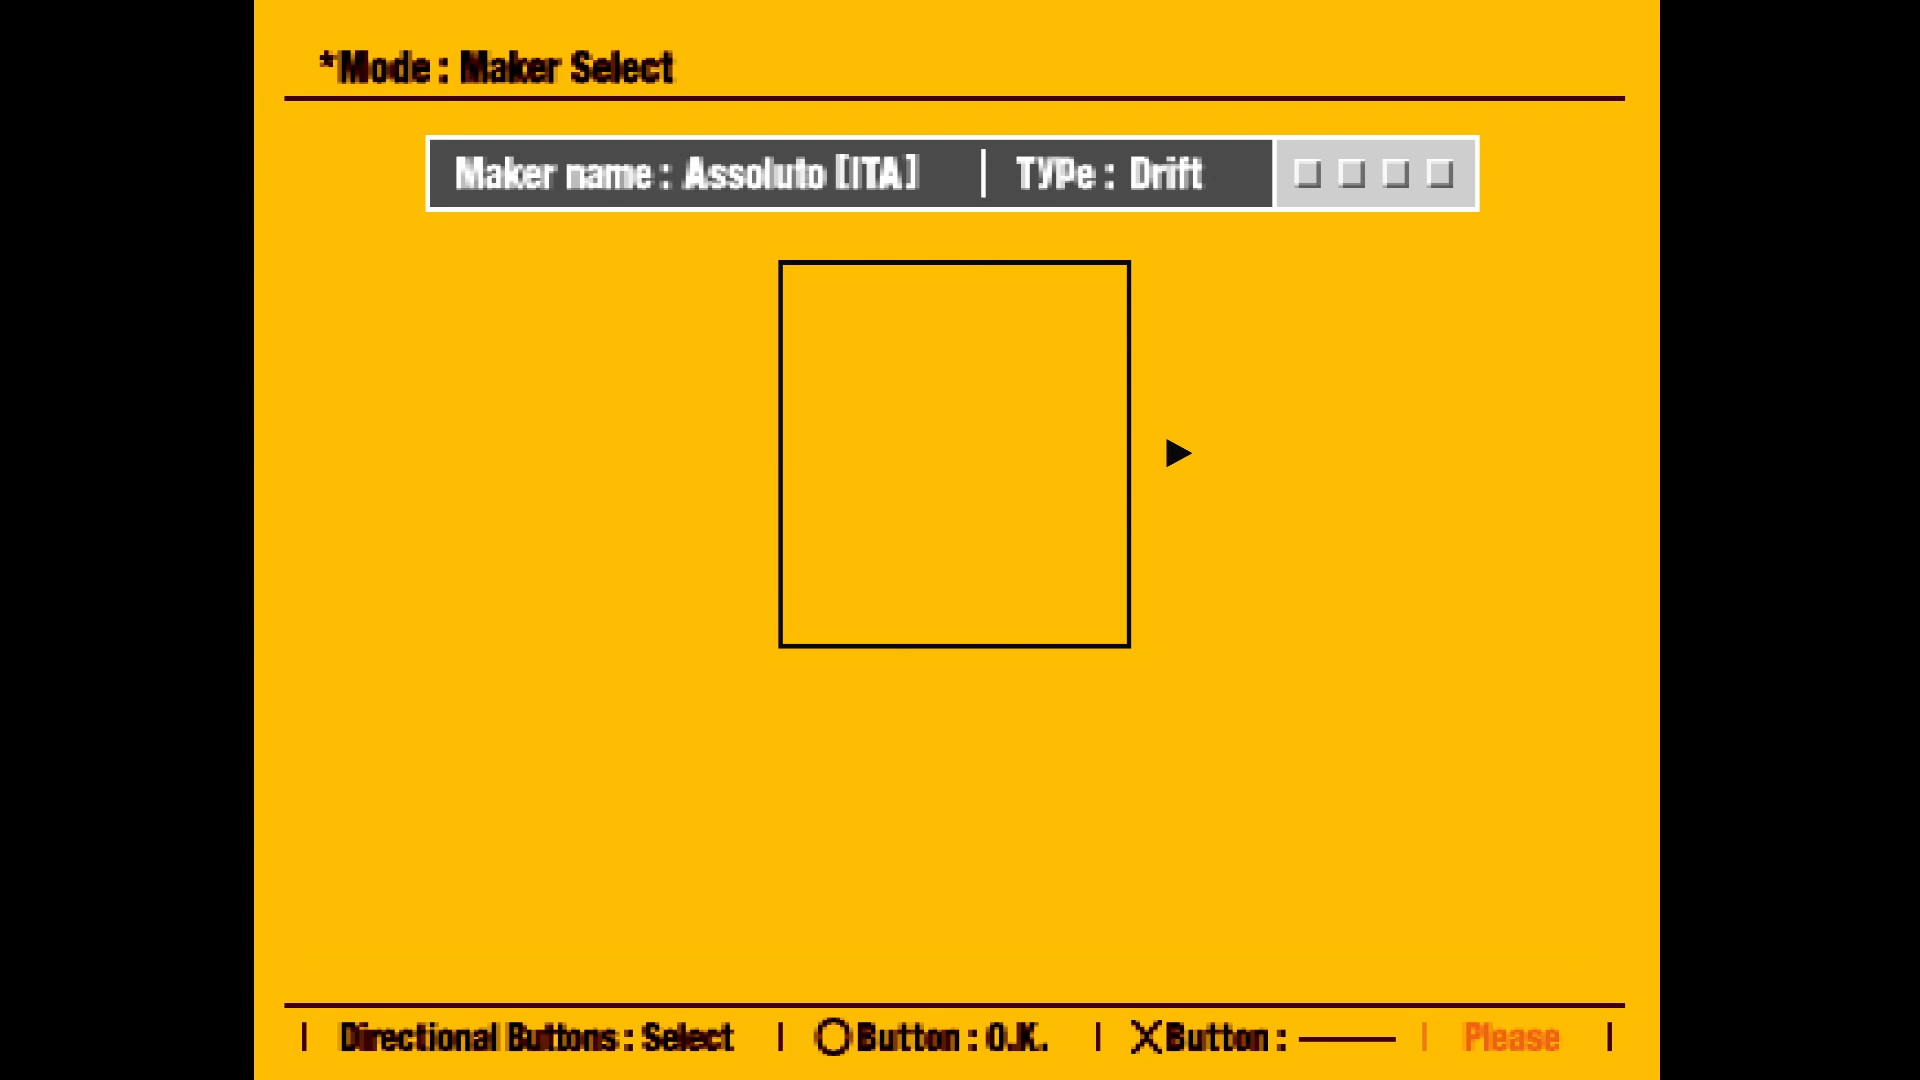 *Mode : Maker Select
Maker name : Assoluto [ITA] | Type : Drift
| Directional Buttons : Select | ○Button : O.K. | ✕Button : —— | Please |